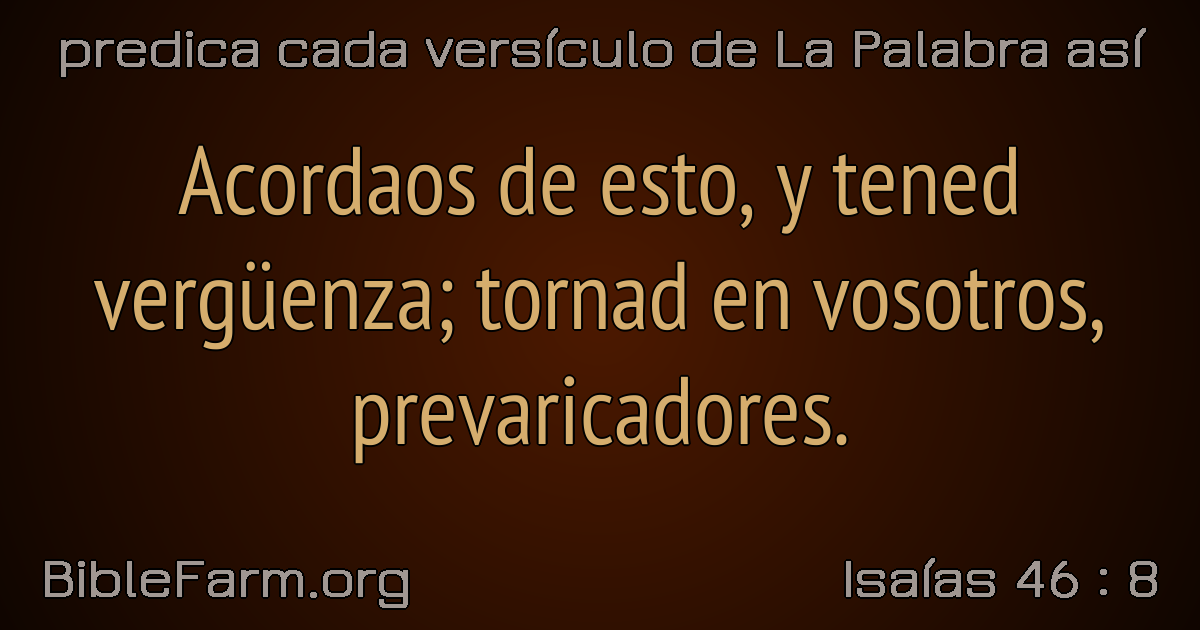 predica cada versículo de La Palabra así
Acordaos de esto, y tened
vergüenza; tornad en vosotros,
prevaricadores.
BibleFarm.org
Isaías 46 : 8